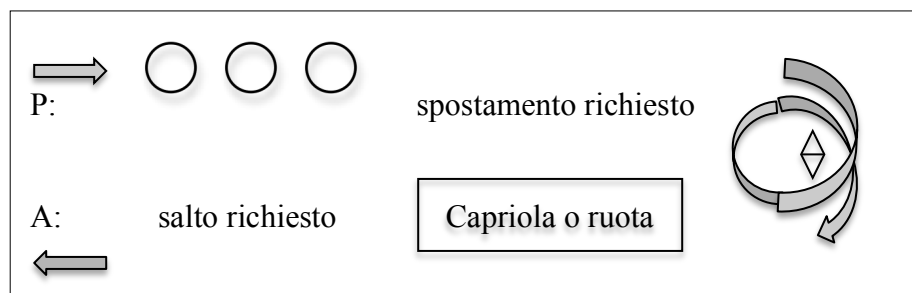 P: spostamento richiesto
A: salto richiesto Capriola o ruota